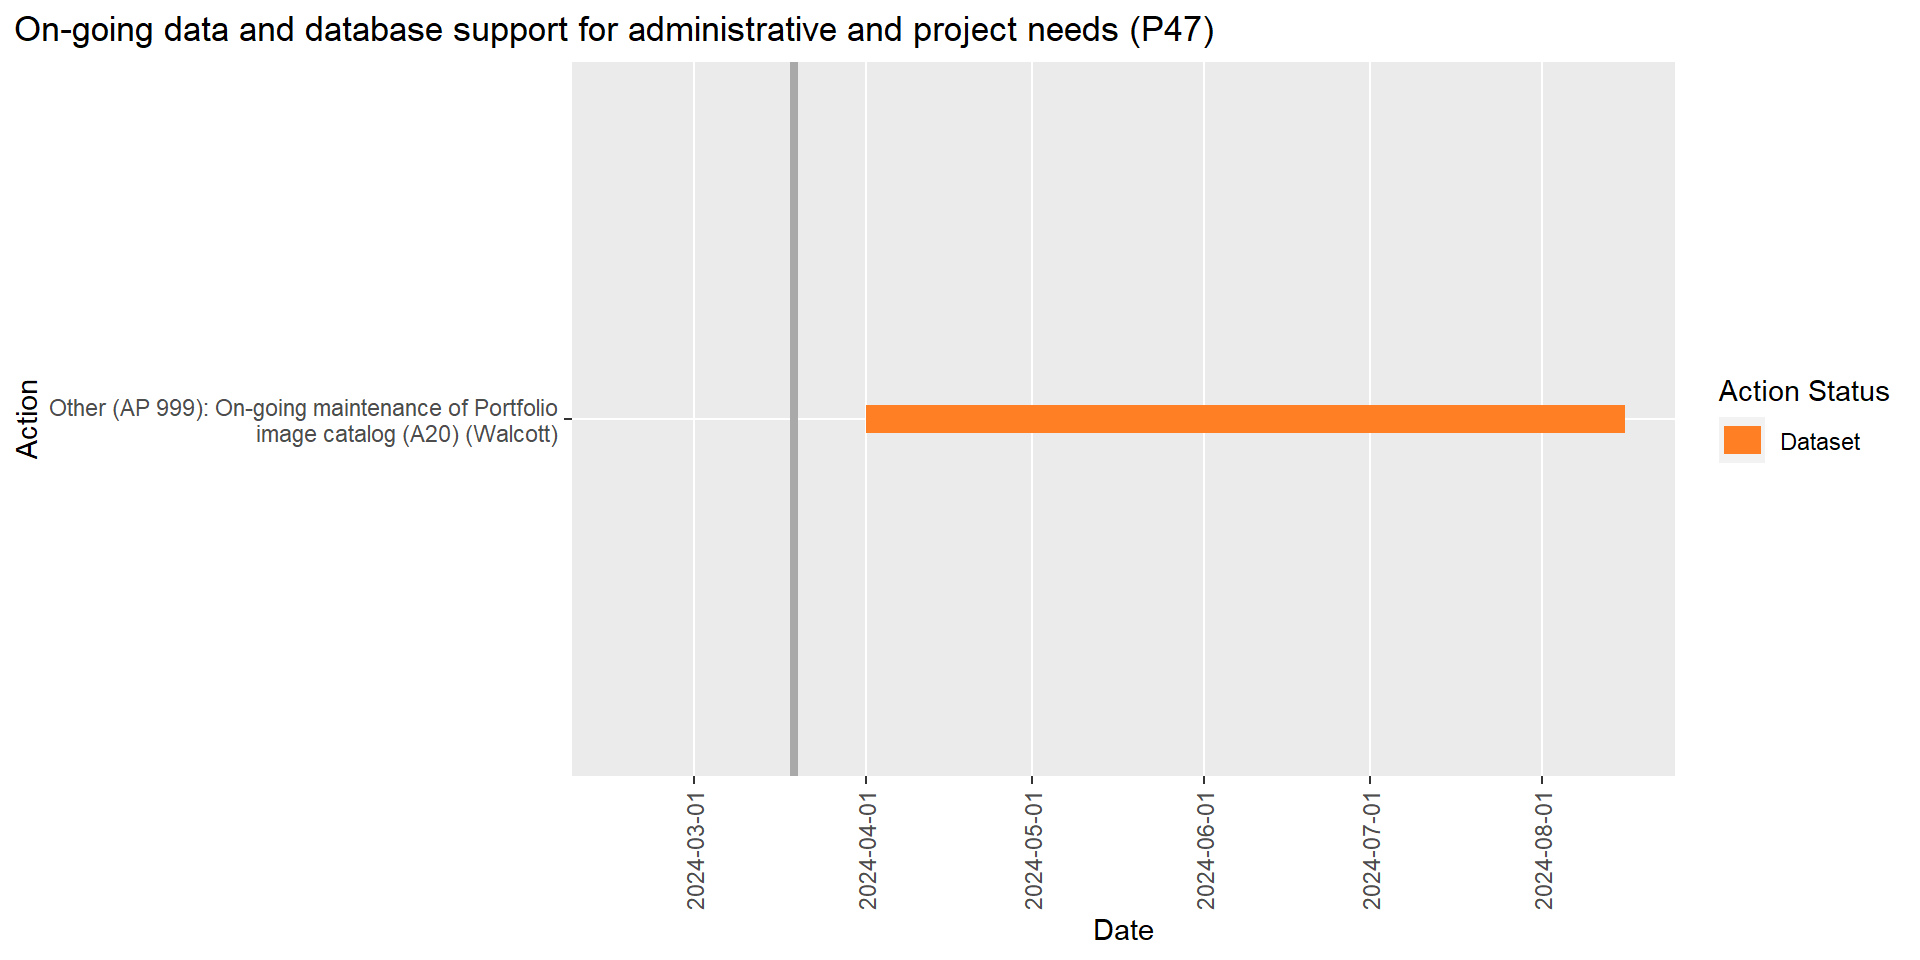 On-going data and database support for administrative and project needs (P47)
Action
Other (AP 999): On-going maintenance of Portfolio
image catalog (A20) (Walcott)
Action Status
Dataset
2024-03-01
2024-04-01
2024-05-01
2024-06-01
2024-07-01
2024-08-01
Date